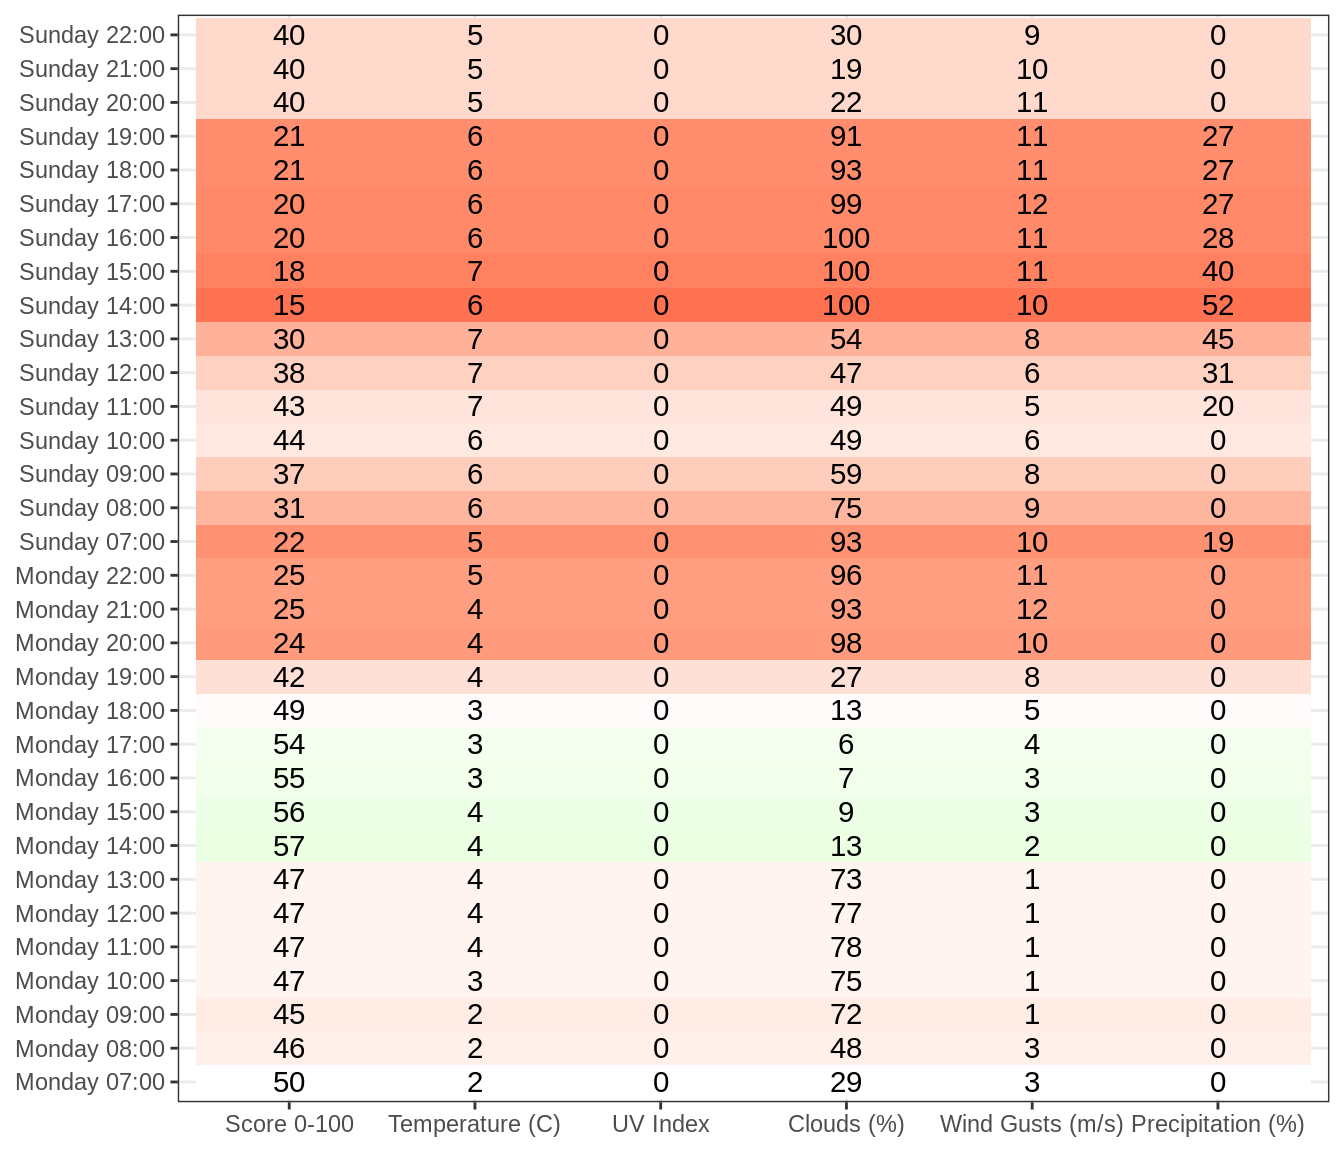 Sunday 22:00 40 5 0 30 9 0
Sunday 21:00 40 5 0 19 10 0
Sunday 20:00 40 5 0 22 11 0
Sunday 19:00 21 6 0 91 11 27
Sunday 18:00 21 6 0 93 11 27
Sunday 17:00 20 6 0 99 12 27
Sunday 16:00 20 6 0 100 11 28
Sunday 15:00 18 7 0 100 11 40
Sunday 14:00 15 6 0 100 10 52
Sunday 13:00 30 7 0 54 8 45
Sunday 12:00 38 7 0 47 6 31
Sunday 11:00 43 7 0 49 5 20
Sunday 10:00 44 6 0 49 6 0
Sunday 09:00 37 6 0 59 8 0
Sunday 08:00 31 6 0 75 9 0
Sunday 07:00 22 5 0 93 10 19
Monday 22:00 25 5 0 96 11 0
Monday 21:00 25 4 0 93 12 0
Monday 20:00 24 4 0 98 10 0
Monday 19:00 42 4 0 27 8 0
Monday 18:00 49 3 0 13 5 0
Monday 17:00 54 3 0 6 4 0
Monday 16:00 55 3 0 7 3 0
Monday 15:00 56 4 0 9 3 0
Monday 14:00 57 4 0 13 2 0
Monday 13:00 47 4 0 73 1 0
Monday 12:00 47 4 0 77 1 0
Monday 11:00 47 4 0 78 1 0
Monday 10:00 47 3 0 75 1 0
Monday 09:00 45 2 0 72 1 0
Monday 08:00 46 2 0 48 3 0
Monday 07:00 50 2 0 29 3 0
Score 0-100 Temperature (C) UV Index Clouds (%) Wind Gusts (m/s) Precipitation (%)